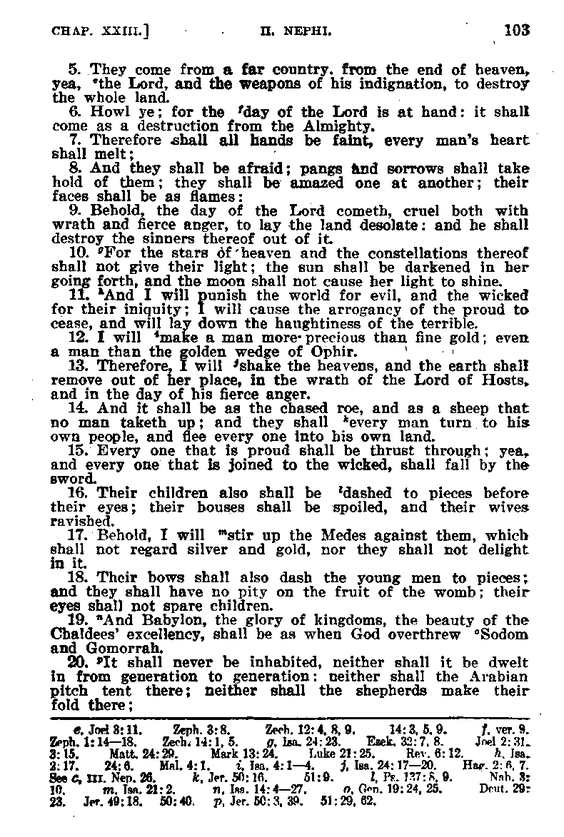 CHAP. XXIII.] II. NEPHI. 103
5. They come from a far country, from the end of heaven,
yea, ᵉthe Lord, and the weapons of his indignation, to destroy
the whole land.
6. Howl ye; for the ᶠday of the Lord is at hand: it shall
come as a destruction from the Almighty.
7. Therefore shall all hands be faint, every man's heart
shall melt;
8. And they shall be afraid; pangs and sorrows shall take
hold of them; they shall be amazed one at another; their
faces shall be as flames:
9. Behold, the day of the Lord cometh, cruel both with
wrath and fierce anger, to lay the land desolate: and he shall
destroy the sinners thereof out of it.
10. ᵍFor the stars of heaven and the constellations thereof
shall not give their light; the sun shall be darkened in her
going forth, and the moon shall not cause her light to shine.
11. ʰAnd I will punish the world for evil, and the wicked
for their iniquity; I will cause the arrogancy of the proud to
cease, and will lay down the haughtiness of the terrible.
12. I will ⁱmake a man more precious than fine gold; even
a man than the golden wedge of Ophir.
13. Therefore, I will ʲshake the heavens, and the earth shall
remove out of her place, in the wrath of the Lord of Hosts,
and in the day of his fierce anger.
14. And it shall be as the chased roe, and as a sheep that
no man taketh up; and they shall ᵏevery man turn to his
own people, and flee every one into his own land.
15. Every one that is proud shall be thrust through; yea,
and every one that is joined to the wicked, shall fall by the
sword.
16. Their children also shall be ˡdashed to pieces before
their eyes; their houses shall be spoiled, and their wives
ravished.
17. Behold, I will ᵐstir up the Medes against them, which
shall not regard silver and gold, nor they shall not delight
in it.
18. Their bows shall also dash the young men to pieces;
and they shall have no pity on the fruit of the womb; their
eyes shall not spare children.
19. ⁿAnd Babylon, the glory of kingdoms, the beauty of the
Chaldees' excellency, shall be as when God overthrew ᵒSodom
and Gomorrah.
20. ᵖIt shall never be inhabited, neither shall it be dwelt
in from generation to generation: neither shall the Arabian
pitch tent there; neither shall the shepherds make their
fold there;
e, Joel 3:11. Zeph. 3:8. Zech. 12:4, 8, 9. 14:3, 5, 9. f, ver. 9.
Zeph. 1:14—18. Zech. 14:1, 5. g, Isa. 24:23. Ezek. 32:7, 8. Joel 2:31.
3:15. Matt. 24:29. Mark 13:24. Luke 21:25. Rev. 6:12. h, Isa.
2:17. 24:6. Mal. 4:1. i, Isa. 4:1—4. j, Isa. 24:17—20. Hag. 2:6, 7.
See c, III. Nep. 26. k, Jer. 50:16. 51:9. l, Ps. 137:8, 9. Nah. 3:
10. m, Isa. 21:2. n, Isa. 14:4—27. o, Gen. 19:24, 25. Deut. 29:
23. Jer. 49:18. 50:40. p, Jer. 50:3, 39. 51:29, 62.